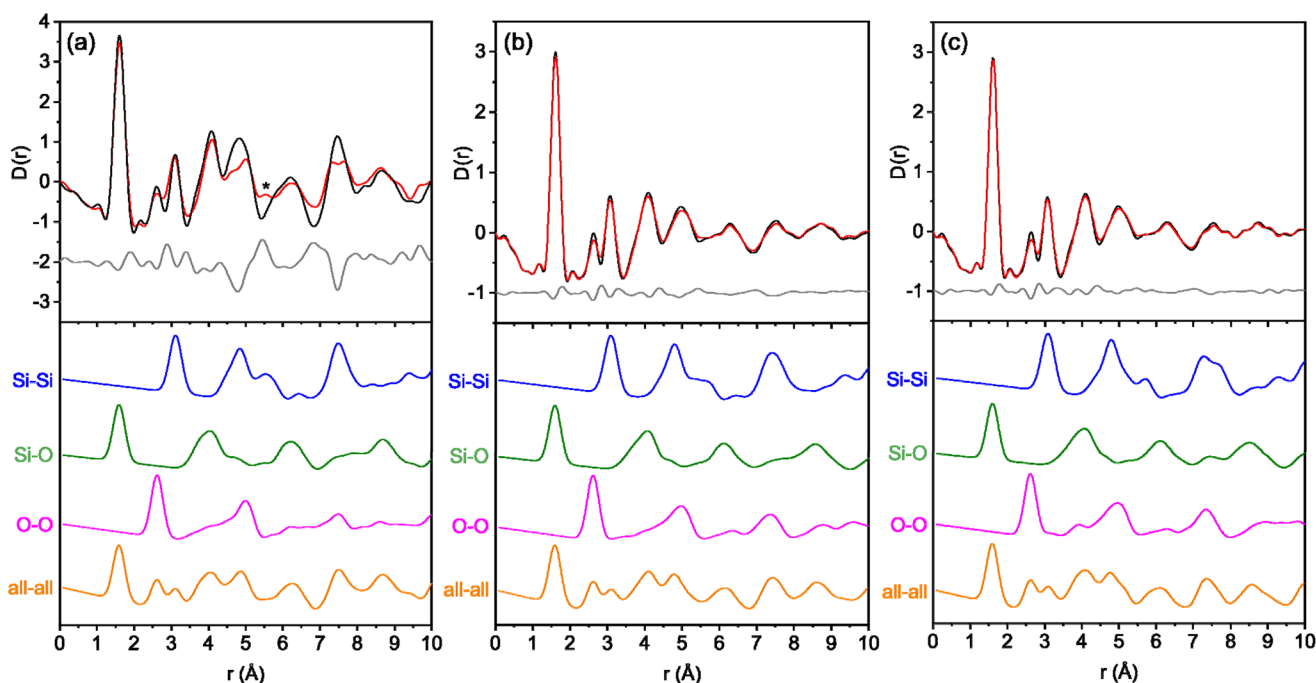 (a)
4
3
2
1
0
-1
-2
-3
D(r)
*
Si-Si
Si-O
O-O
all-all
0 1 2 3 4 5 6 7 8 9 10
r (Å)
(b)
3
2
1
0
-1
D(r)
Si-Si
Si-O
O-O
all-all
0 1 2 3 4 5 6 7 8 9 10
r (Å)
(c)
3
2
1
0
-1
D(r)
Si-Si
Si-O
O-O
all-all
0 1 2 3 4 5 6 7 8 9 10
r (Å)